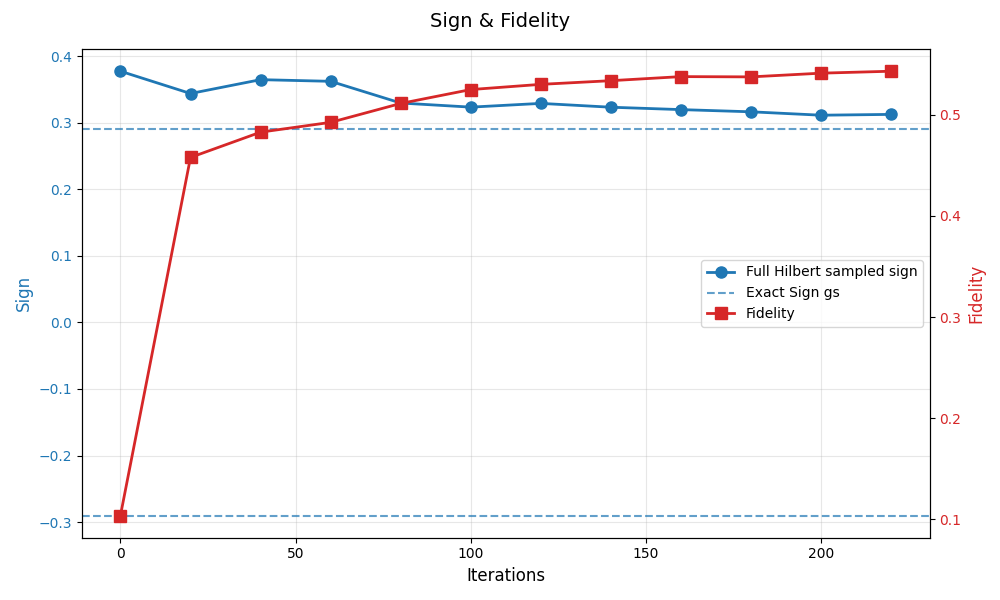 Sign & Fidelity
0.4
0.3
0.2
0.1
0.0
−0.1
−0.2
−0.3
Sign
0.5
0.4
0.3
0.2
0.1
Fidelity
Full Hilbert sampled sign
Exact Sign gs
Fidelity
0
50
100
150
200
Iterations